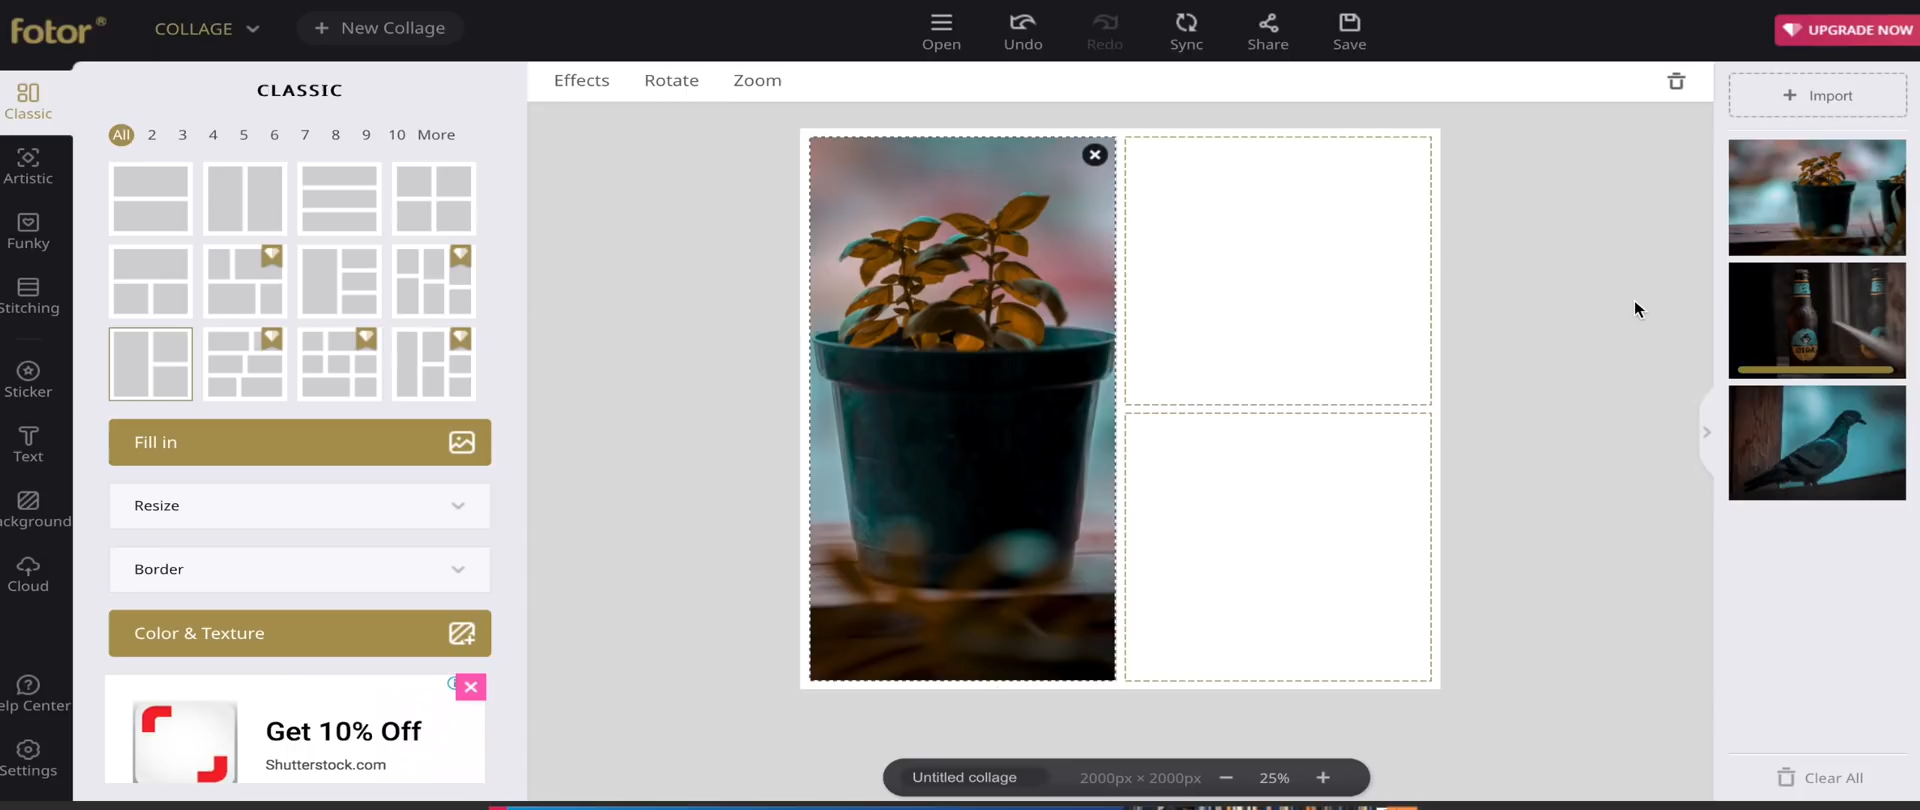 fotor®
COLLAGE
+ New Collage
Open
Undo
Redo
Sync
Share
Save
UPGRADE NOW
Classic
Artistic
Funky
Stitching
Sticker
Text
ackground
Cloud
elp Center
Settings
CLASSIC
All 2 3 4 5 6 7 8 9 10 More
Fill in
Resize
Border
Color & Texture
Get 10% Off
Shutterstock.com
Effects Rotate Zoom
Untitled collage 2000px × 2000px − 25% +
+ Import
Clear All